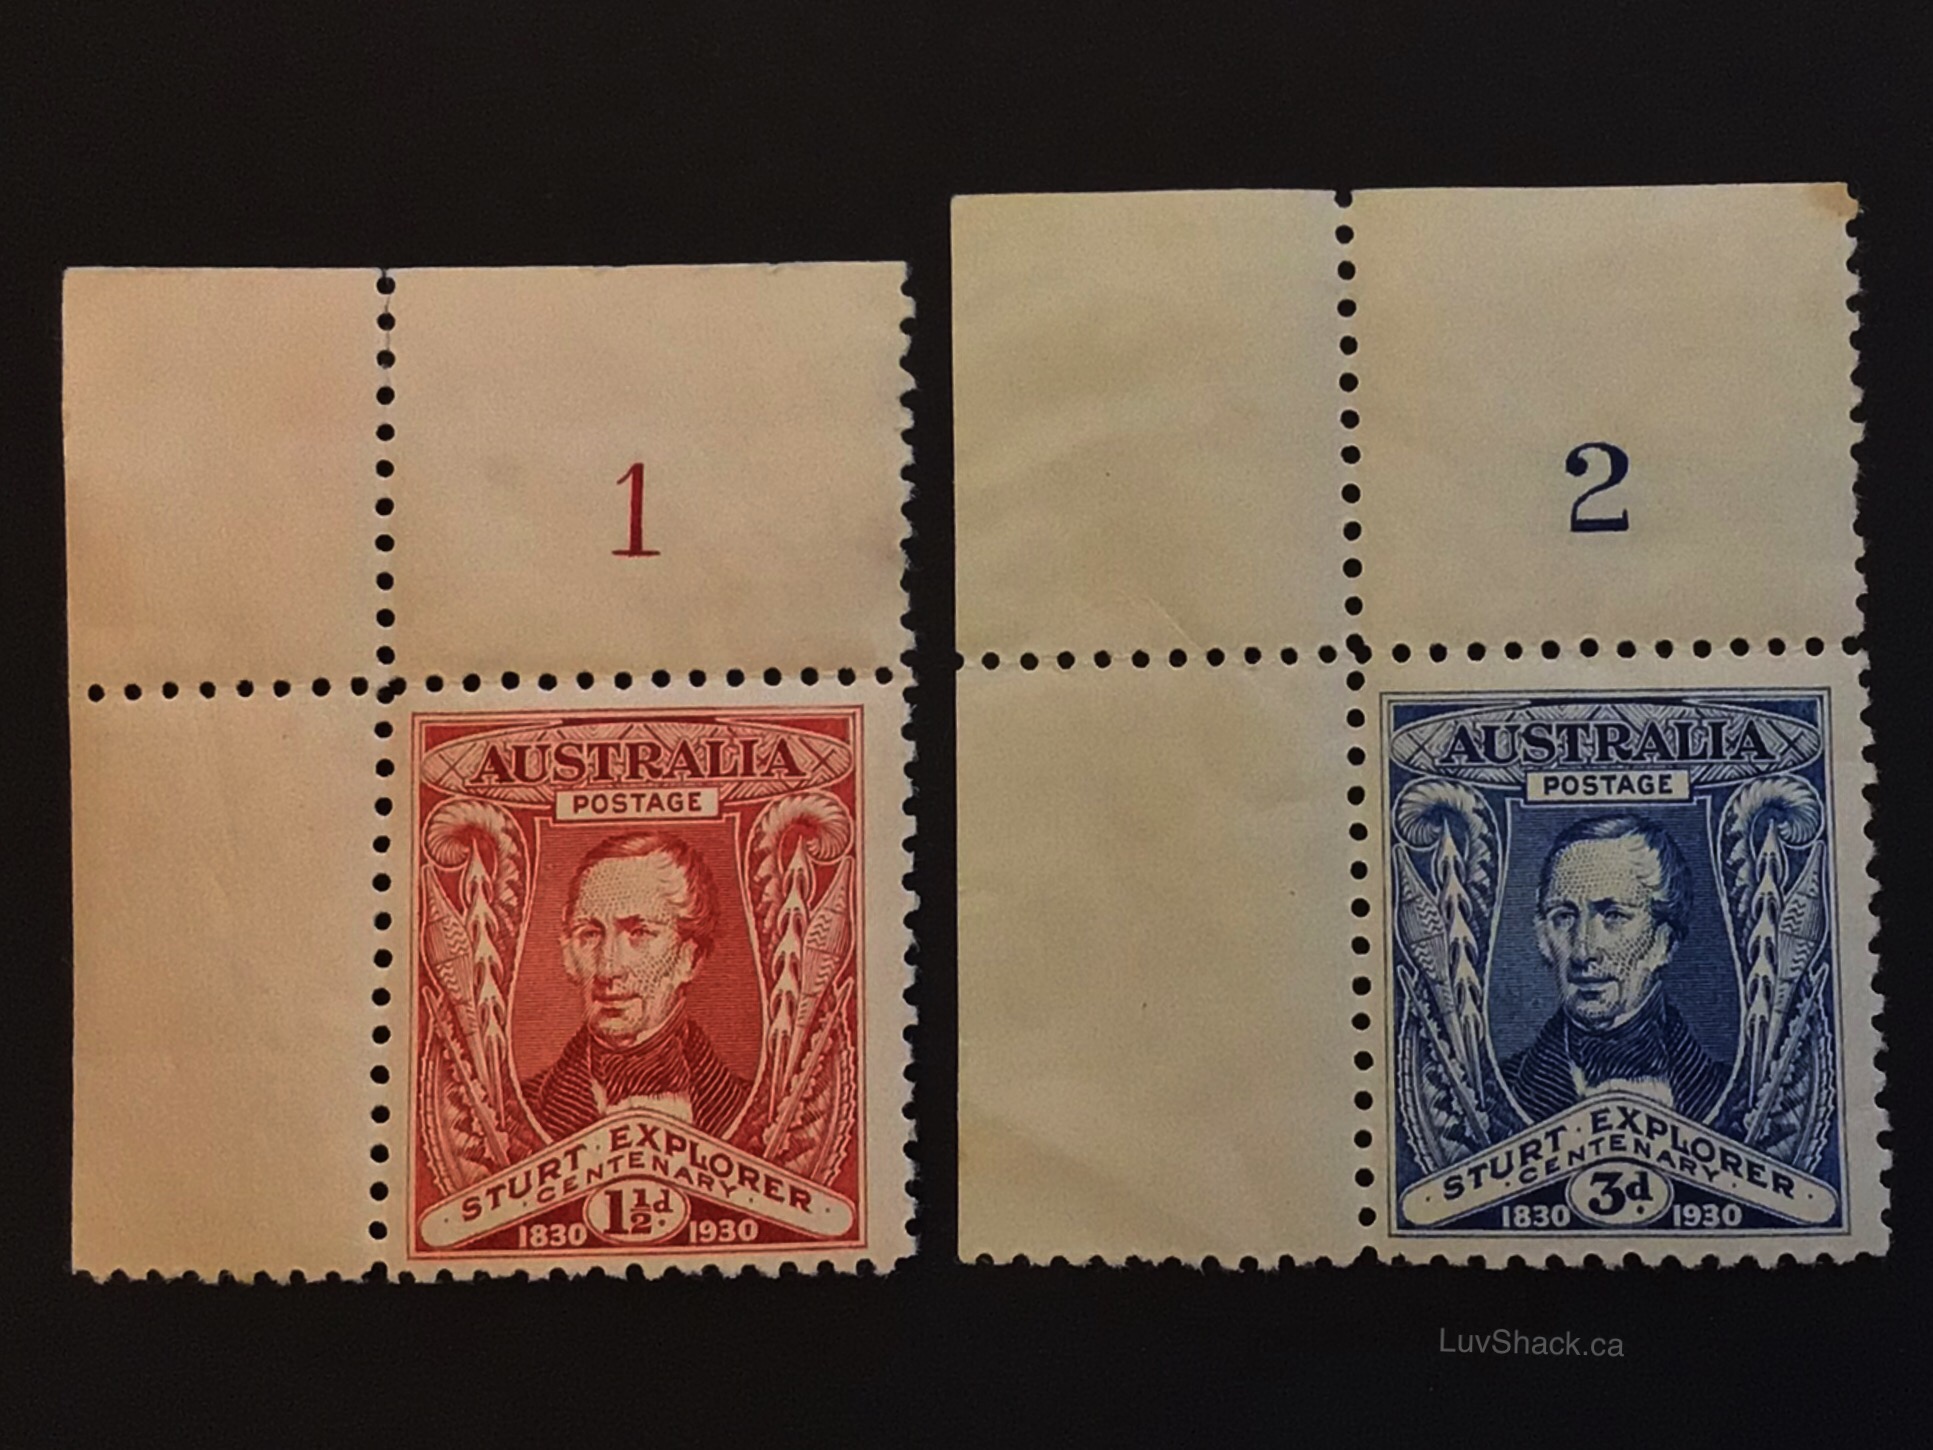 1
AUSTRALIA
POSTAGE
STURT · EXPLORER
· CENTENARY ·
1½d.
1830 1930
2
AUSTRALIA
POSTAGE
STURT · EXPLORER
· CENTENARY ·
3d.
1830 1930
LuvShack.ca